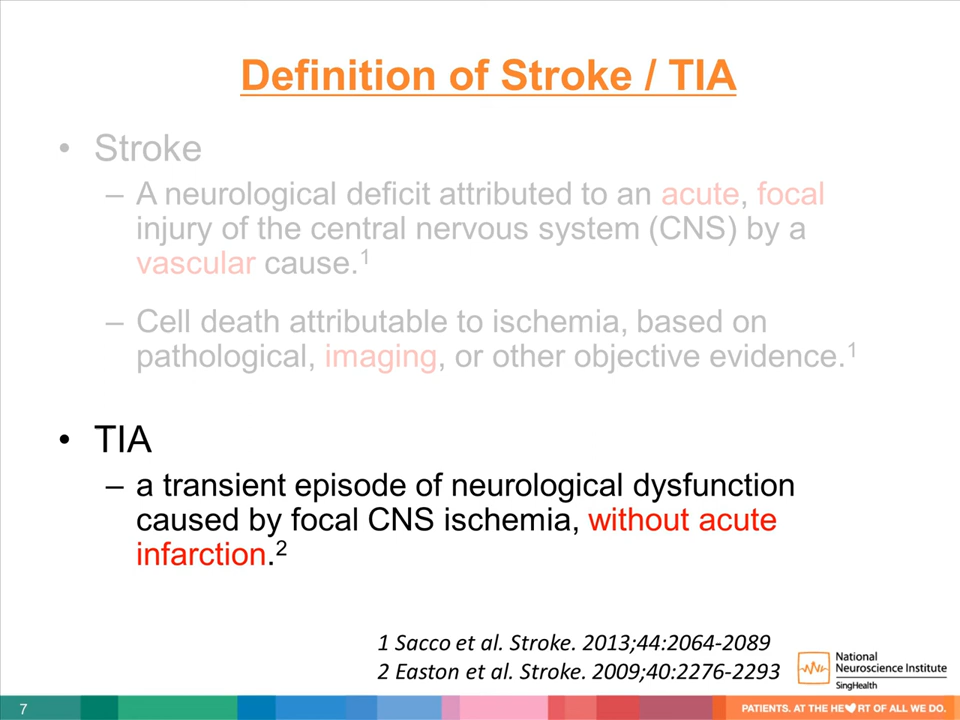 Definition of Stroke / TIA
• Stroke
– A neurological deficit attributed to an acute, focal
injury of the central nervous system (CNS) by a
vascular cause.1
– Cell death attributable to ischemia, based on
pathological, imaging, or other objective evidence.1
• TIA
– a transient episode of neurological dysfunction
caused by focal CNS ischemia, without acute
infarction.2
1 Sacco et al. Stroke. 2013;44:2064-2089
2 Easton et al. Stroke. 2009;40:2276-2293
National
Neuroscience Institute
SingHealth
7
PATIENTS. AT THE HE♥RT OF ALL WE DO.